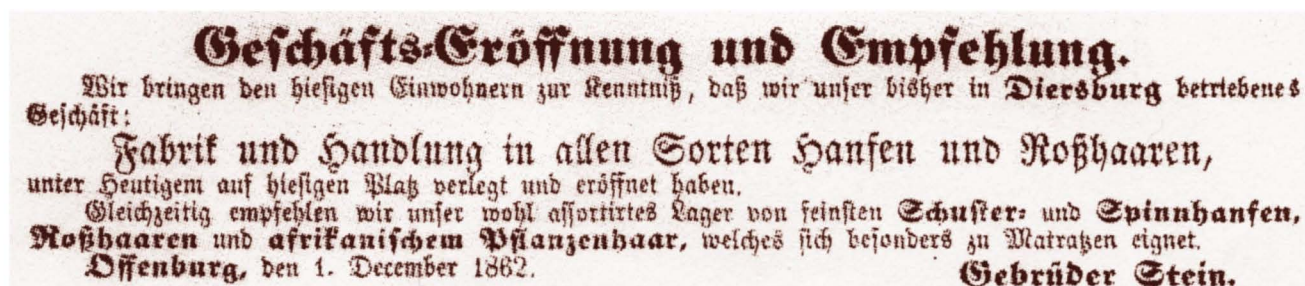 Geschäfts-Eröffnung und Empfehlung.
Wir bringen den hiesigen Einwohnern zur Kenntniß, daß wir unser bisher in Diersburg betriebenes
Geschäft:
Fabrik und Handlung in allen Sorten Hanfen und Roßhaaren,
unter Heutigem auf hiesigen Platz verlegt und eröffnet haben.
Gleichzeitig empfehlen wir unser wohl assortirtes Lager von feinsten Schuster- und Spinnhanfen,
Roßhaaren und afrikanischem Pflanzenhaar, welches sich besonders zu Matratzen eignet.
Offenburg, den 1. December 1862.
Gebrüder Stein.